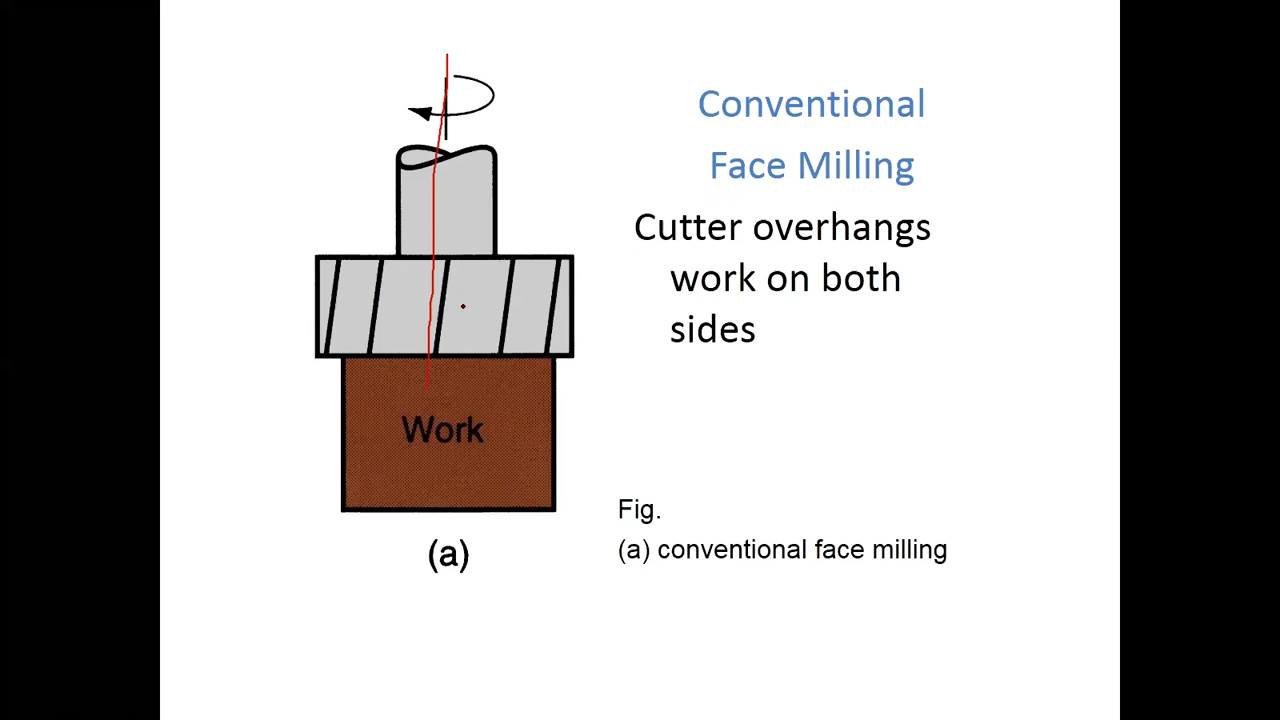 Conventional
Face Milling
Cutter overhangs
work on both
sides
Work
Fig.
(a) conventional face milling
(a)